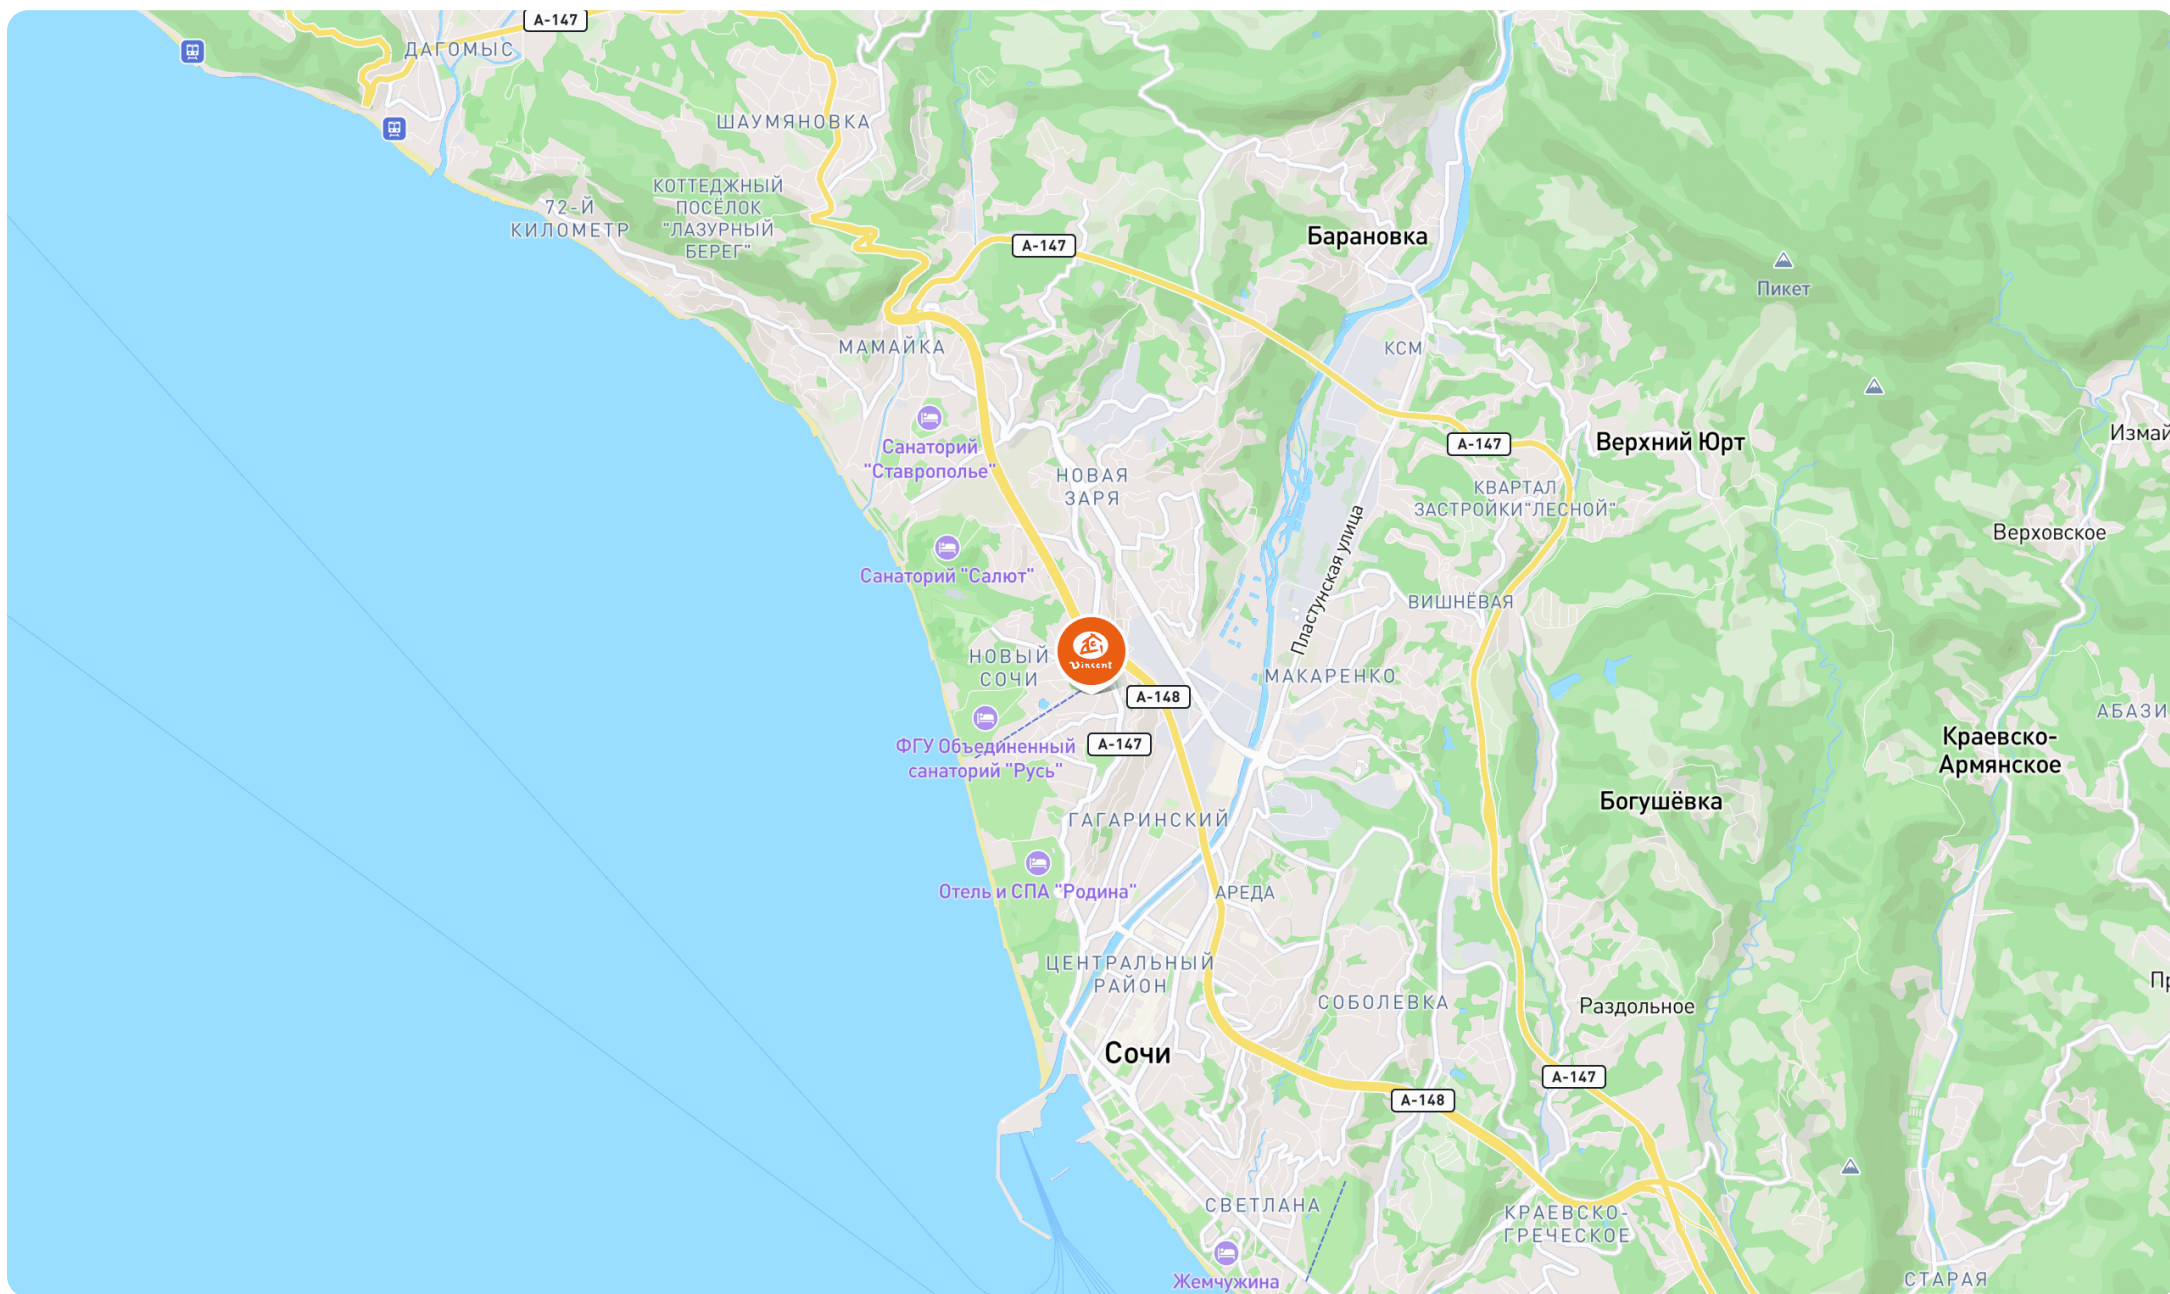 А-147
ДАГОМЫС
ШАУМЯНОВКА
КОТТЕДЖНЫЙ
ПОСЁЛОК
"ЛАЗУРНЫЙ
БЕРЕГ"
72-Й
КИЛОМЕТР
А-147
Барановка
Пикет
МАМАЙКА
КСМ
Санаторий
"Ставрополье"
НОВАЯ
ЗАРЯ
А-147
Верхний Юрт
Измай
КВАРТАЛ
ЗАСТРОЙКИ"ЛЕСНОЙ"
Верховское
Санаторий "Салют"
Пластунская улица
ВИШНЁВАЯ
Vincent
НОВЫЙ
СОЧИ
МАКАРЕНКО
А-148
АБАЗИ
ФГУ Объединенный
санаторий "Русь"
А-147
Краевско-
Армянское
Богушёвка
ГАГАРИНСКИЙ
Отель и СПА "Родина"
АРЕДА
ЦЕНТРАЛЬНЫЙ
РАЙОН
СОБОЛЕВКА
Раздольное
Пр
Сочи
А-147
А-148
СВЕТЛАНА
КРАЕВСКО-
ГРЕЧЕСКОЕ
Жемчужина
СТАРАЯ